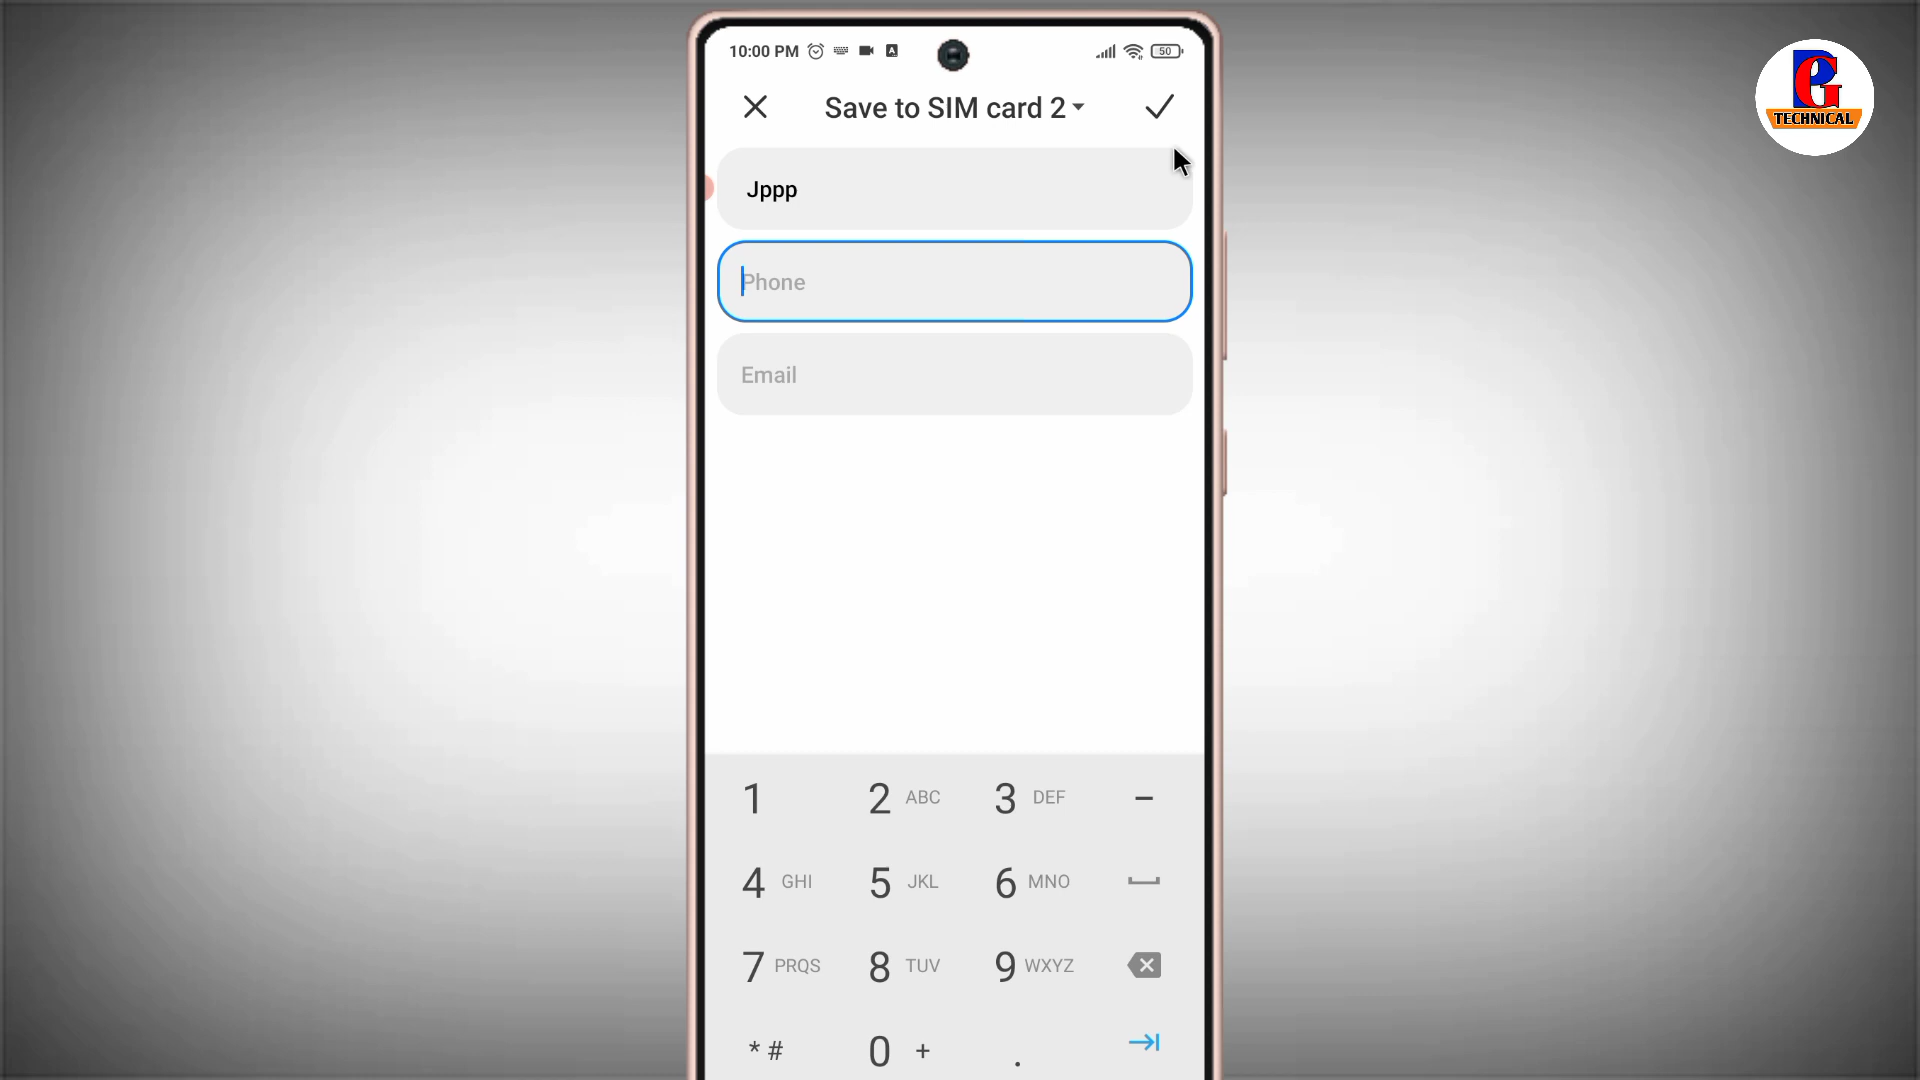 10:00 PM
50
PG
TECHNICAL
Save to SIM card 2
Jppp
Phone
Email
1
2 ABC
3 DEF
-
4 GHI
5 JKL
6 MNO
7 PRQS
8 TUV
9 WXYZ
* #
0 +
.